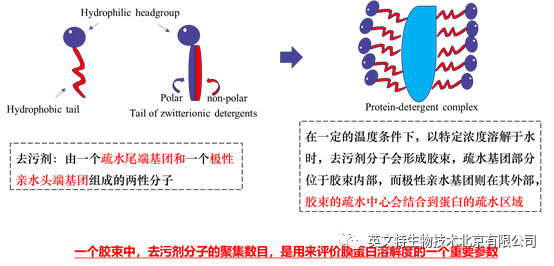 Hydrophilic headgroup
Hydrophobic tail
Polar
non-polar
Tail of zwitterionic detergents
Protein-detergent complex
去污剂：由一个疏水尾端基团和一个极性
亲水头端基团组成的两性分子
在一定的温度条件下，以特定浓度溶解于水
时，去污剂分子会形成胶束，疏水基团部分
位于胶束内部，而极性亲水基团则在其外部，
胶束的疏水中心会结合到蛋白的疏水区域
一个胶束中，去污剂分子的聚集数目，是用来评价膜蛋白溶解度的一个重要参数
英文特生物技术北京有限公司